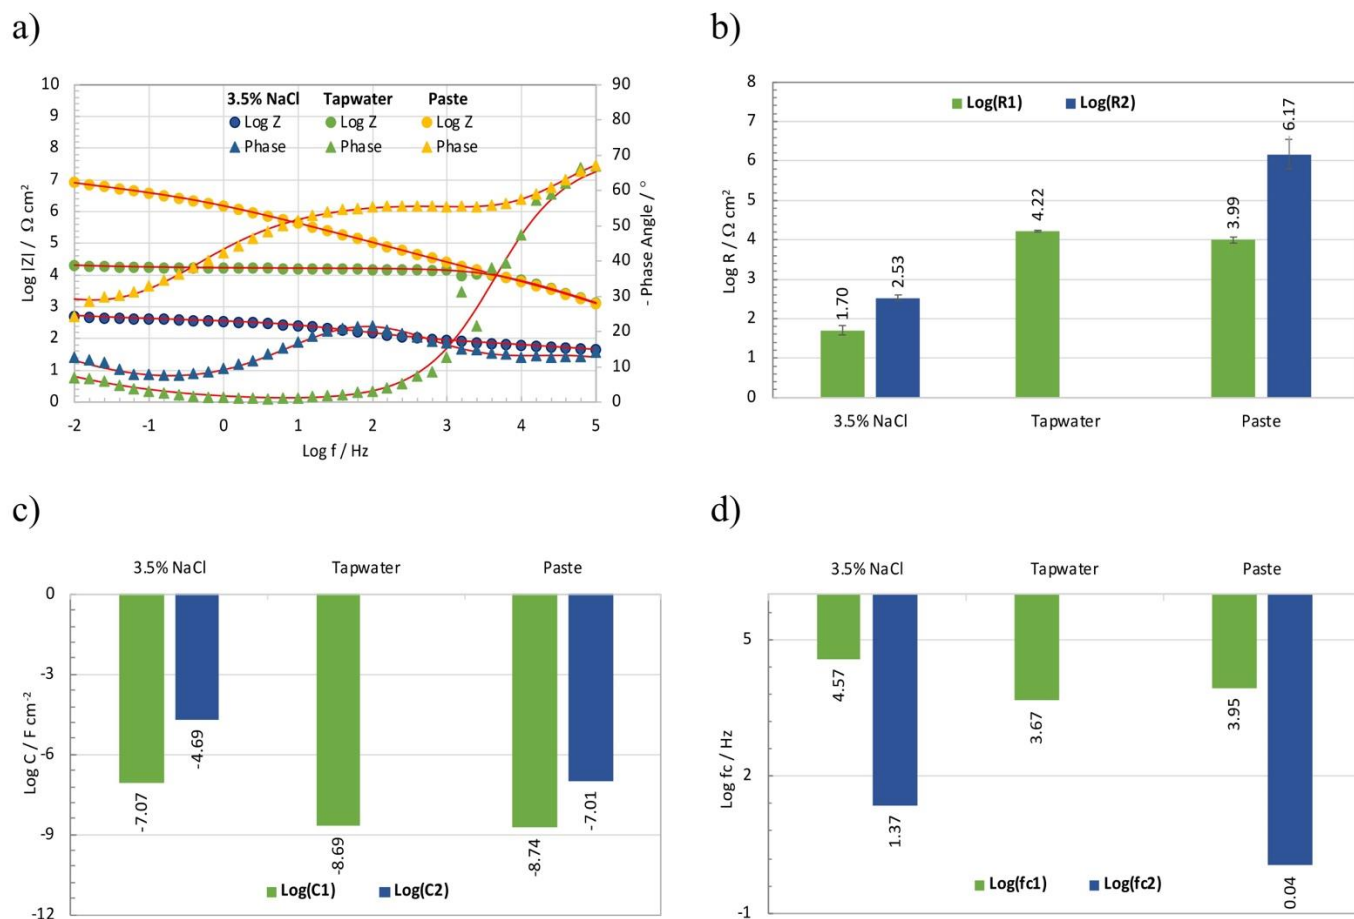 a)
10
9
8
7
6
5
4
3
2
1
0
Log |Z| / Ω cm2
3.5% NaCl Tapwater Paste
Log Z Log Z Log Z
Phase Phase Phase
90
80
70
60
50
40
30
20
10
0
- Phase Angle / °
-2 -1 0 1 2 3 4 5
Log f / Hz
b)
8
7
6
5
4
3
2
1
0
Log R / Ω cm2
Log(R1) Log(R2)
1.70
2.53
4.22
3.99
6.17
3.5% NaCl Tapwater Paste
c)
3.5% NaCl Tapwater Paste
0
-3
-6
-9
-12
Log C / F cm-2
-7.07
-4.69
-8.69
-8.74
-7.01
Log(C1) Log(C2)
d)
3.5% NaCl Tapwater Paste
5
2
-1
Log fc / Hz
4.57
1.37
3.67
3.95
0.04
Log(fc1) Log(fc2)